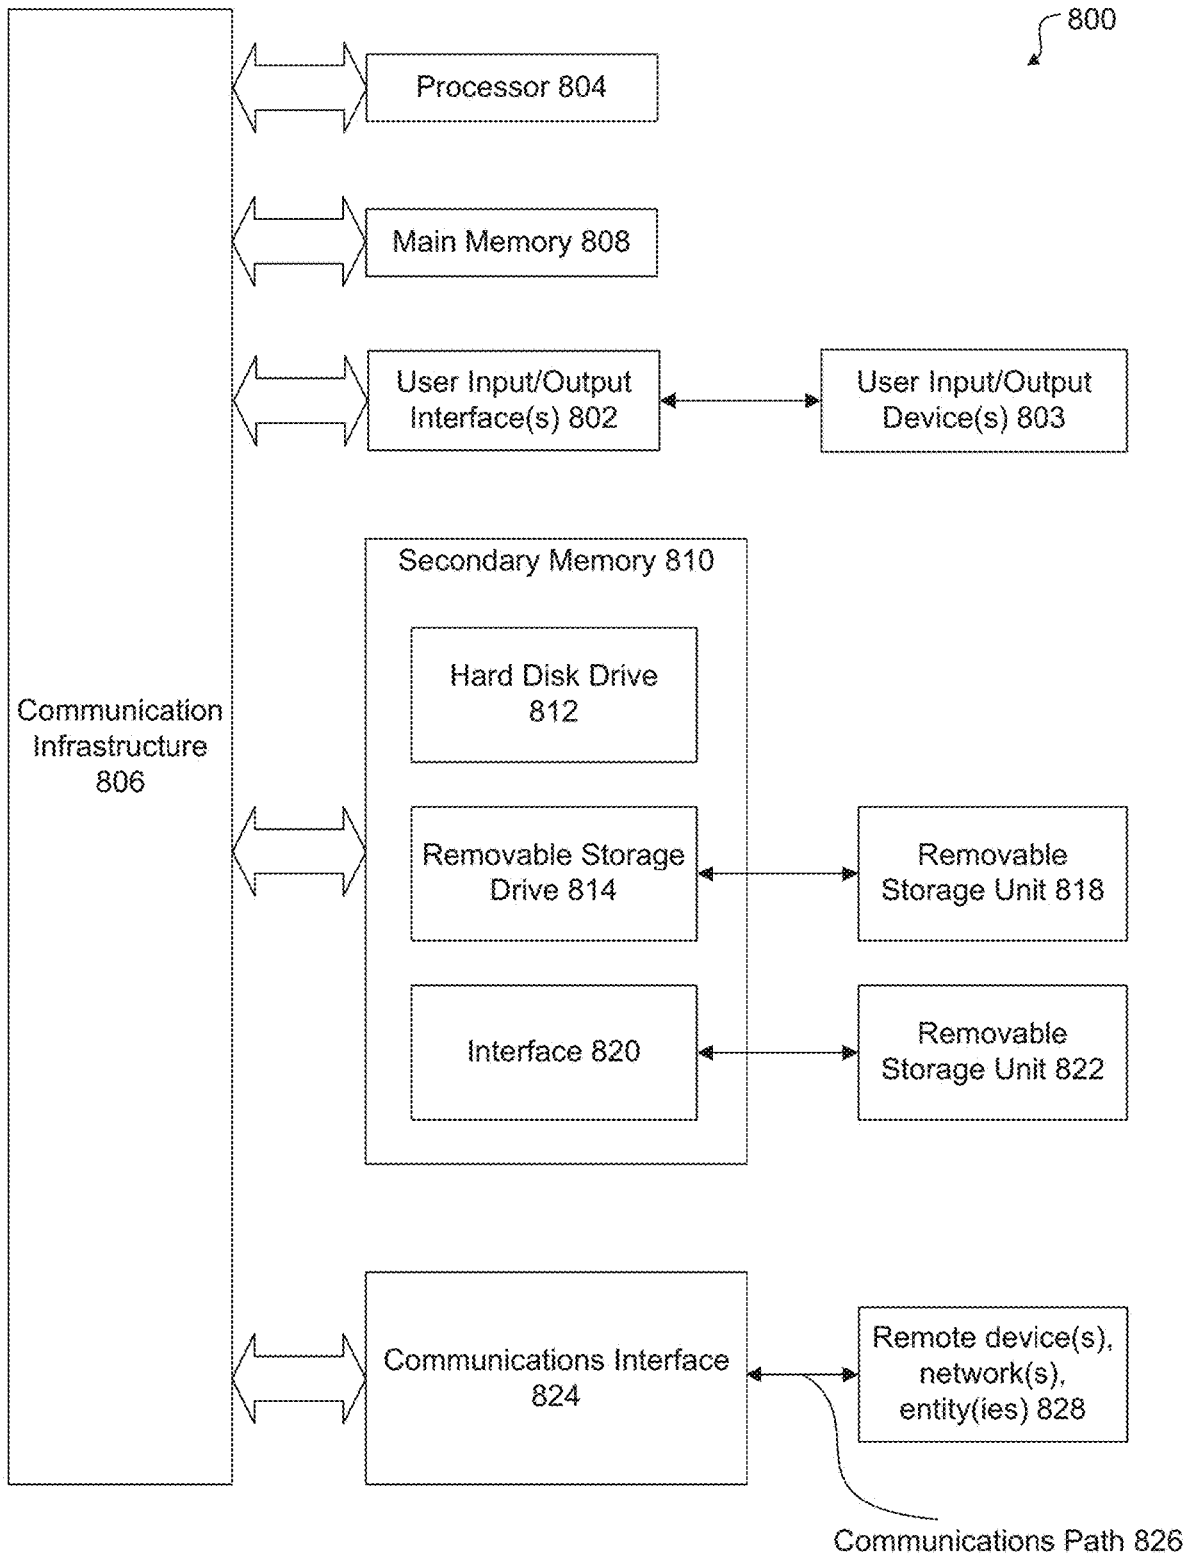 800
Processor 804
Main Memory 808
User Input/Output
Interface(s) 802
User Input/Output
Device(s) 803
Secondary Memory 810
Hard Disk Drive
812
Communication
Infrastructure
806
Removable Storage
Drive 814
Removable
Storage Unit 818
Interface 820
Removable
Storage Unit 822
Communications Interface
824
Remote device(s),
network(s),
entity(ies) 828
Communications Path 826